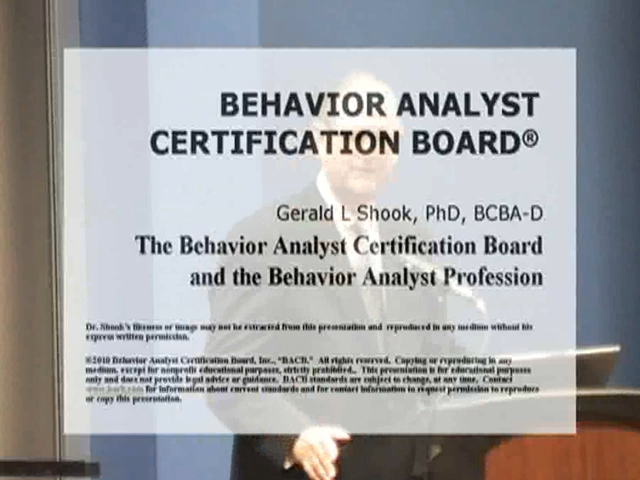 BEHAVIOR ANALYST
CERTIFICATION BOARD®
Gerald L Shook, PhD, BCBA-D
The Behavior Analyst Certification Board
and the Behavior Analyst Profession
Dr. Shook's likeness or image may not be extracted from this presentation and reproduced in any medium without his
express written permission.
©2010 Behavior Analyst Certification Board, Inc., "BACB." All rights reserved. Copying or reproducing in any
medium, except for nonprofit educational purposes, strictly prohibited. This presentation is for educational purposes
only and does not provide legal advice or guidance. BACB standards are subject to change, at any time. Contact
www.bacb.com for information about current standards and for contact information to request permission to reproduce
or copy this presentation.